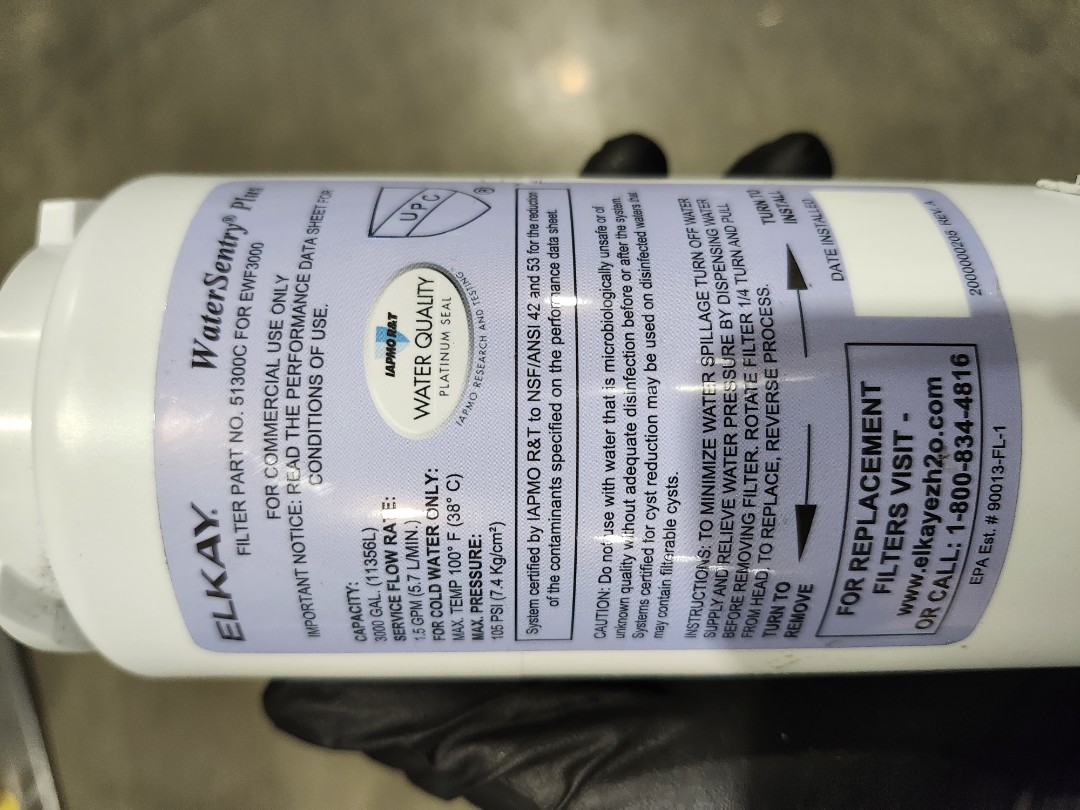 ELKAY®
WaterSentry® Plus
FILTER PART NO. 51300C FOR EWF3000
FOR COMMERCIAL USE ONLY
IMPORTANT NOTICE: READ THE PERFORMANCE DATA SHEET FOR
CONDITIONS OF USE.
CAPACITY:
3000 GAL. (11356L)
SERVICE FLOW RATE:
1.5 GPM (5.7 L/MIN.)
FOR COLD WATER ONLY:
MAX. TEMP 100° F (38° C)
MAX. PRESSURE:
105 PSI (7.4 Kg/cm²)
IAPMO R&T
WATER QUALITY
PLATINUM SEAL
IAPMO RESEARCH AND TESTING
UPC
®
System certified by IAPMO R&T to NSF/ANSI 42 and 53 for the reduction
of the contaminants specified on the performance data sheet.
CAUTION: Do not use with water that is microbiologically unsafe or of
unknown quality without adequate disinfection before or after the system.
Systems certified for cyst reduction may be used on disinfected waters that
may contain filterable cysts.
INSTRUCTIONS: TO MINIMIZE WATER SPILLAGE TURN OFF WATER
SUPPLY AND RELIEVE WATER PRESSURE BY DISPENSING WATER
BEFORE REMOVING FILTER. ROTATE FILTER 1/4 TURN AND PULL
FROM HEAD. TO REPLACE, REVERSE PROCESS.
TURN TO
REMOVE
TURN TO
INSTALL
DATE INSTALLED
FOR REPLACEMENT
FILTERS VISIT -
www.elkayezh2o.com
OR CALL: 1-800-834-4816
EPA Est. # 90013-FL-1
2000000205 REV. A